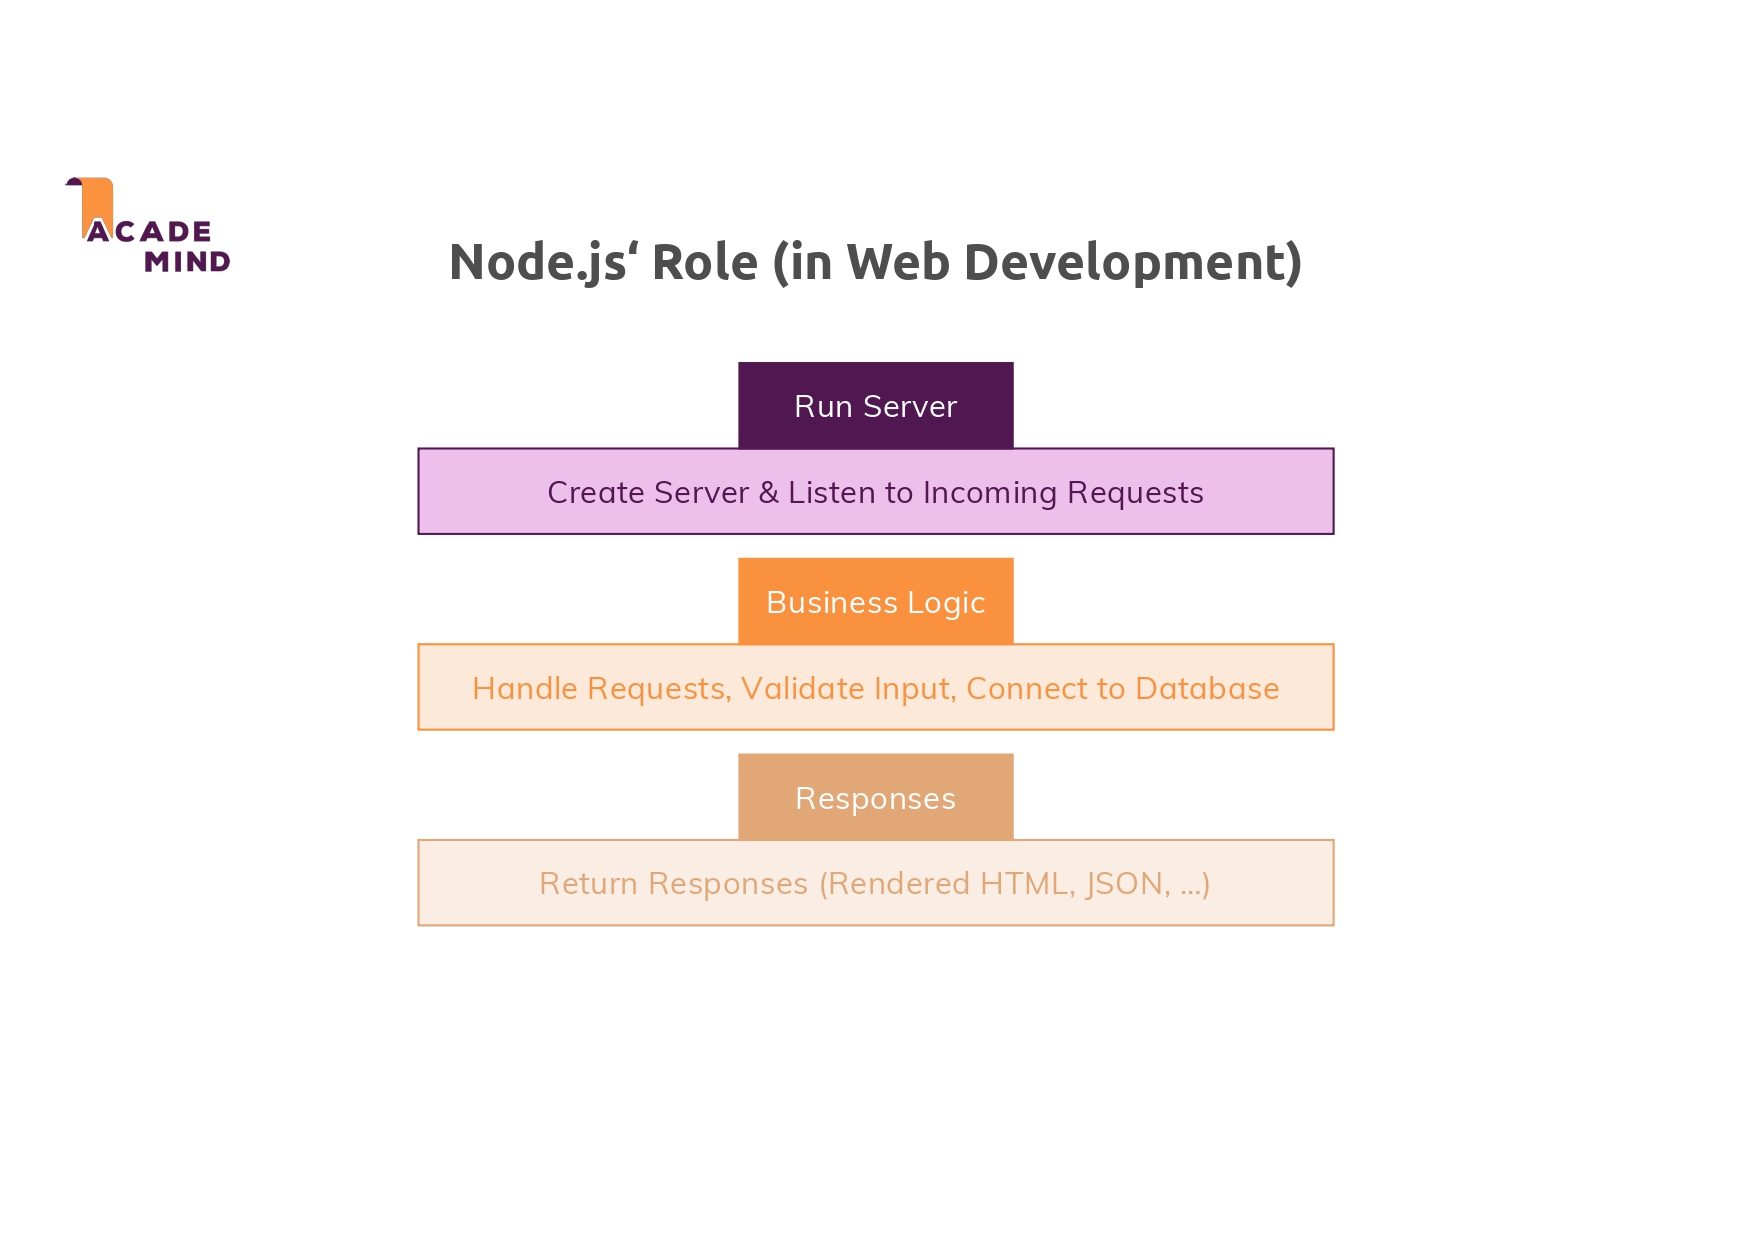 ACADE
MIND
Node.js‘ Role (in Web Development)
Run Server
Create Server & Listen to Incoming Requests
Business Logic
Handle Requests, Validate Input, Connect to Database
Responses
Return Responses (Rendered HTML, JSON, ...)